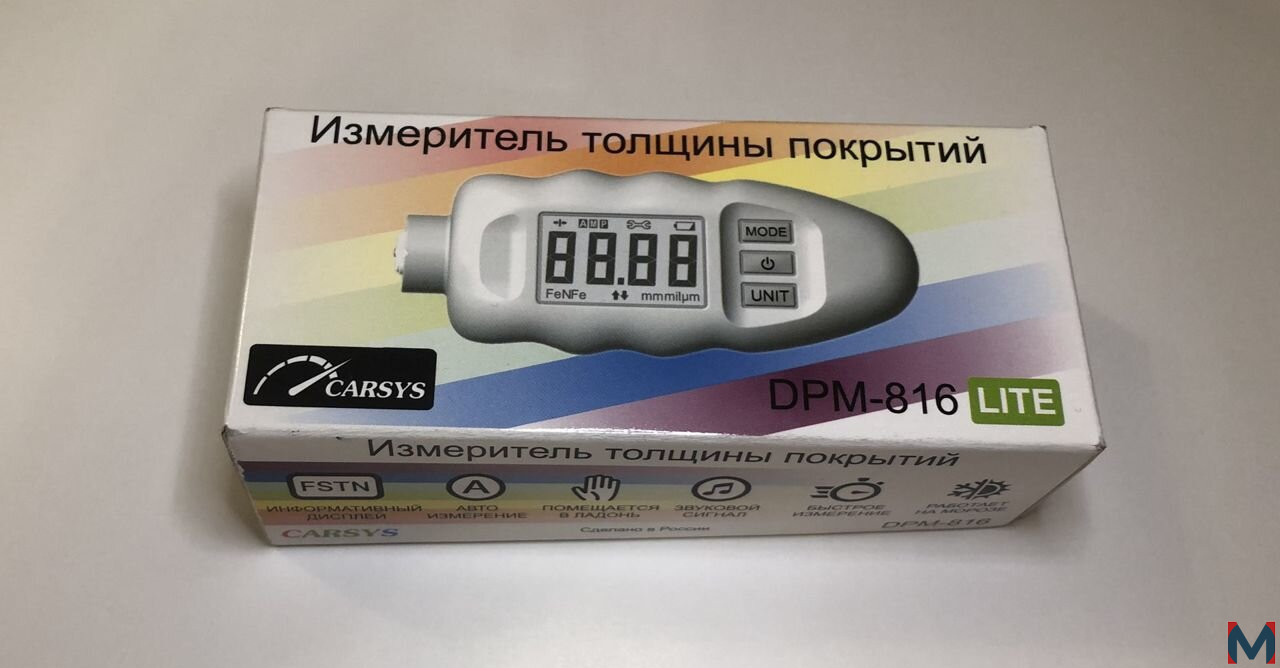 Измеритель толщины покрытий
AMP
88.88
FeNFe
mmmilµm
MODE
UNIT
CARSYS
DPM-816 LITE
Измеритель толщины покрытий
FSTN
ИНФОРМАТИВНЫЙ
ДИСПЛЕЙ
A
АВТО
ИЗМЕРЕНИЕ
ПОМЕЩАЕТСЯ
В ЛАДОНЬ
ЗВУКОВОЙ
СИГНАЛ
БЫСТРОЕ
ИЗМЕРЕНИЕ
РАБОТАЕТ
НА МОРОЗЕ
CARSYS
Сделано в России
DPM-816
M